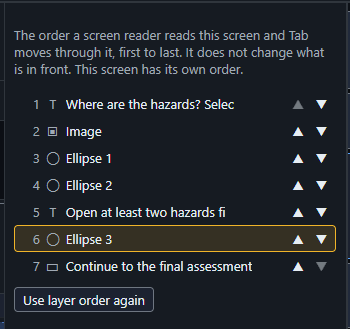 The order a screen reader reads this screen and Tab
moves through it, first to last. It does not change what
is in front. This screen has its own order.
1 T Where are the hazards? Selec
2 Image
3 Ellipse 1
4 Ellipse 2
5 T Open at least two hazards fi
6 Ellipse 3
7 Continue to the final assessment
Use layer order again